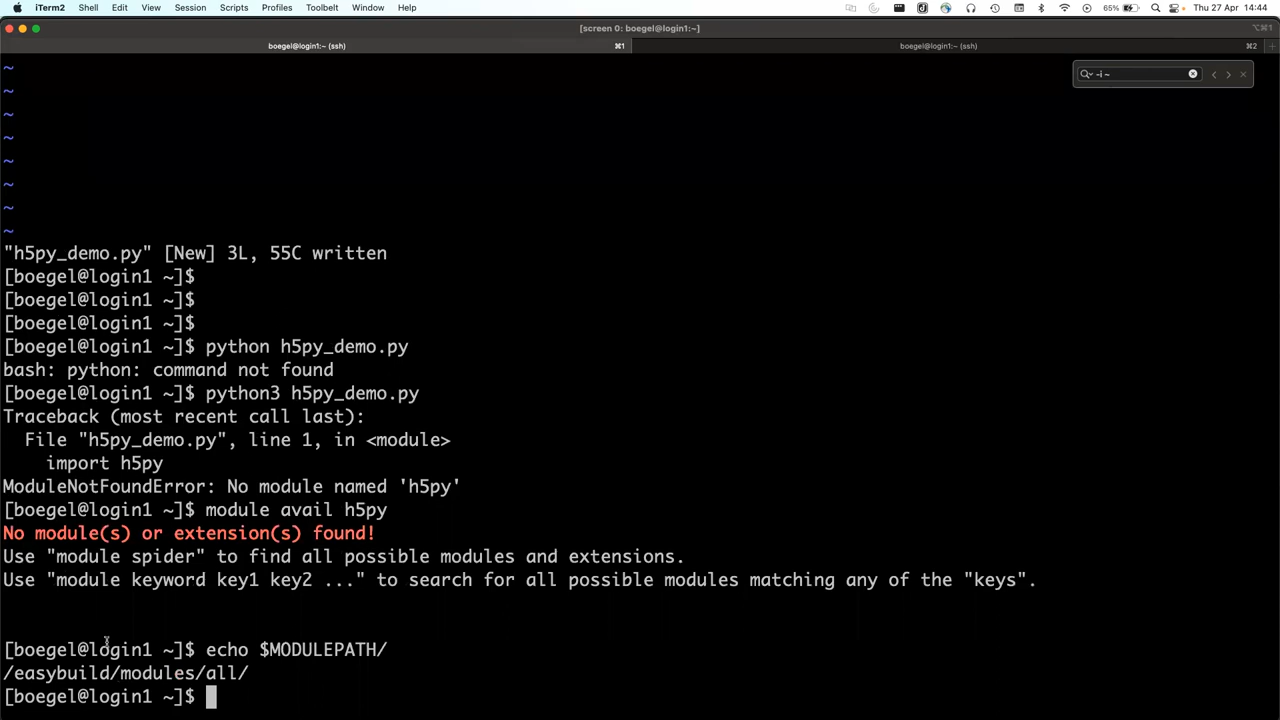 iTerm2 Shell Edit View Session Scripts Profiles Toolbelt Window Help 65% Thu 27 Apr 14:44
[screen 0: boegel@login1:~] ⌥⌘1
boegel@login1:~ (ssh) ⌘1 boegel@login1:~ (ssh) ⌘2 +
~i ~
~
~
~
~
~
~
~
~
"h5py_demo.py" [New] 3L, 55C written
[boegel@login1 ~]$
[boegel@login1 ~]$
[boegel@login1 ~]$
[boegel@login1 ~]$ python h5py_demo.py
bash: python: command not found
[boegel@login1 ~]$ python3 h5py_demo.py
Traceback (most recent call last):
  File "h5py_demo.py", line 1, in <module>
    import h5py
ModuleNotFoundError: No module named 'h5py'
[boegel@login1 ~]$ module avail h5py
No module(s) or extension(s) found!
Use "module spider" to find all possible modules and extensions.
Use "module keyword key1 key2 ..." to search for all possible modules matching any of the "keys".
[boegel@login1 ~]$ echo $MODULEPATH/
/easybuild/modules/all/
[boegel@login1 ~]$